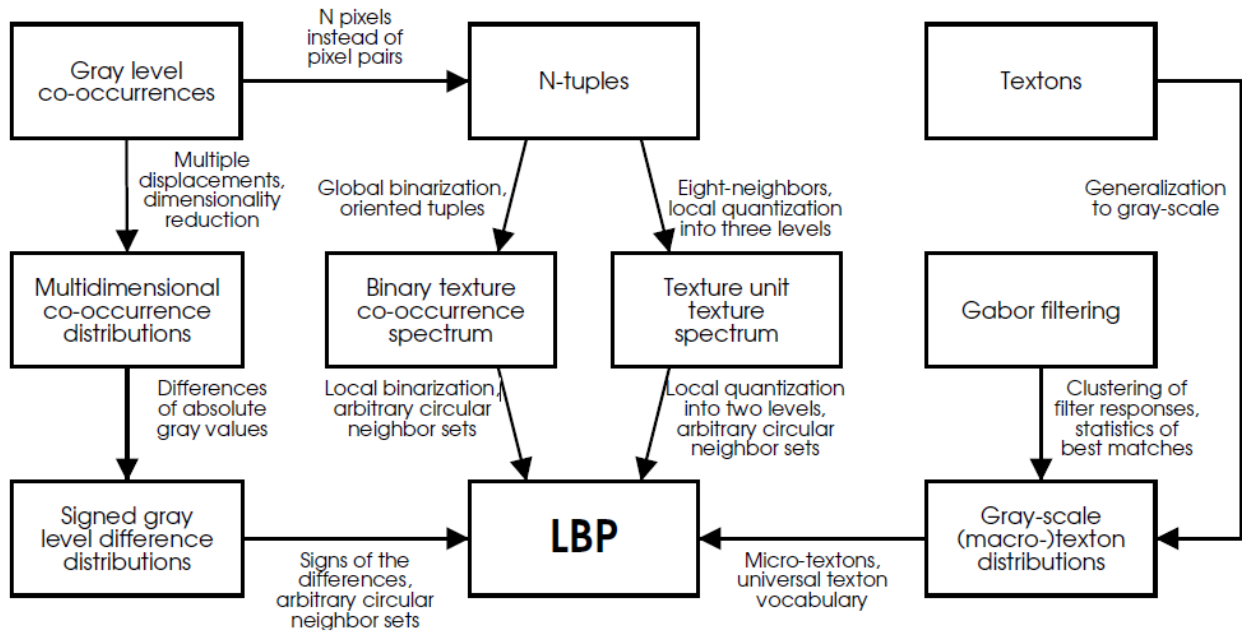 N pixels
instead of
pixel pairs
Gray level
co-occurrences
N-tuples
Textons
Multiple
displacements,
dimensionality
reduction
Global binarization,
oriented tuples
Eight-neighbors,
local quantization
into three levels
Generalization
to gray-scale
Multidimensional
co-occurrence
distributions
Binary texture
co-occurrence
spectrum
Texture unit
texture
spectrum
Gabor filtering
Differences
of absolute
gray values
Local binarization,
arbitrary circular
neighbor sets
Local quantization
into two levels,
arbitrary circular
neighbor sets
Clustering of
filter responses,
statistics of
best matches
Signed gray
level difference
distributions
LBP
Gray-scale
(macro-)texton
distributions
Signs of the
differences,
arbitrary circular
neighbor sets
Micro-textons,
universal texton
vocabulary